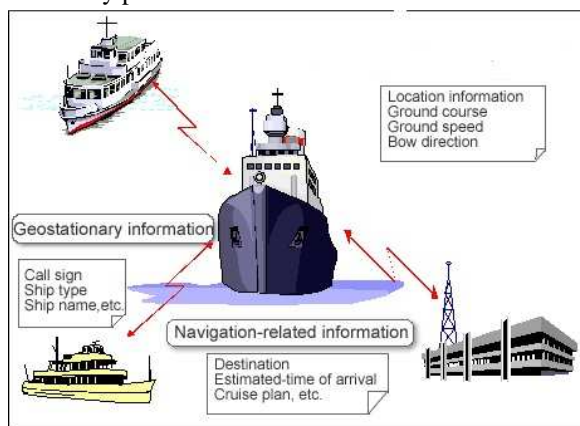 Location information
Ground course
Ground speed
Bow direction
Geostationary information
Call sign
Ship type
Ship name,etc.
Navigation-related information
Destination
Estimated-time of arrival
Cruise plan, etc.